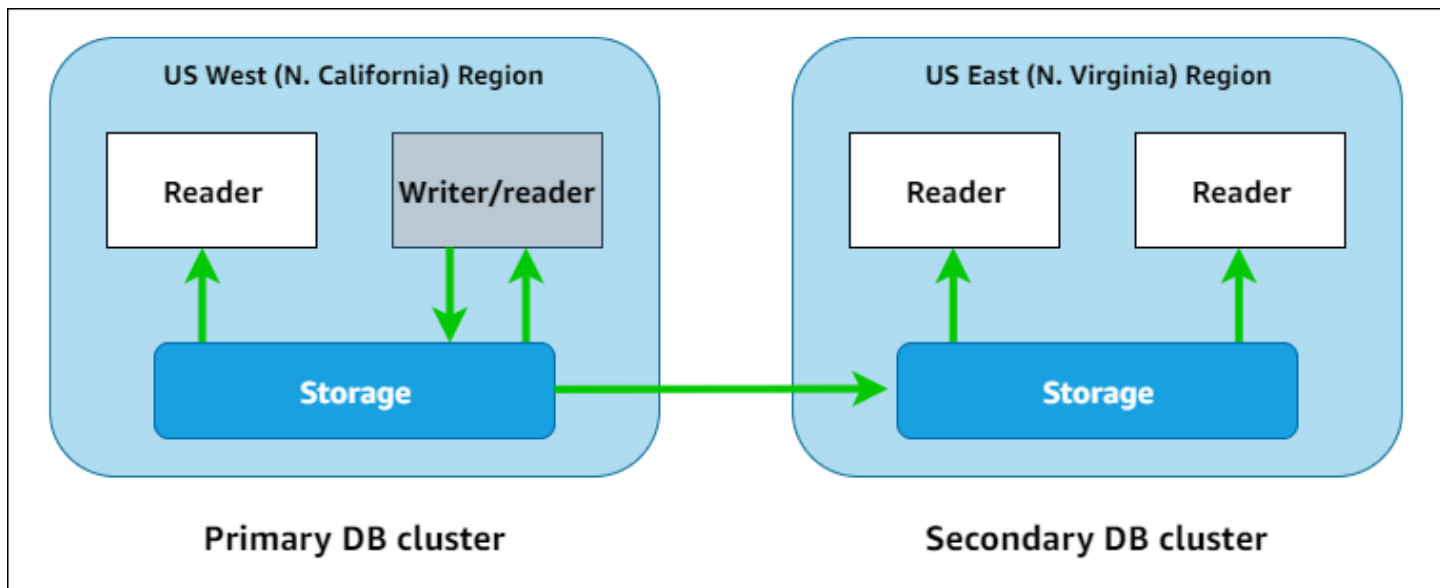 US West (N. California) Region
Reader
Writer/reader
Storage
Primary DB cluster
US East (N. Virginia) Region
Reader
Reader
Storage
Secondary DB cluster